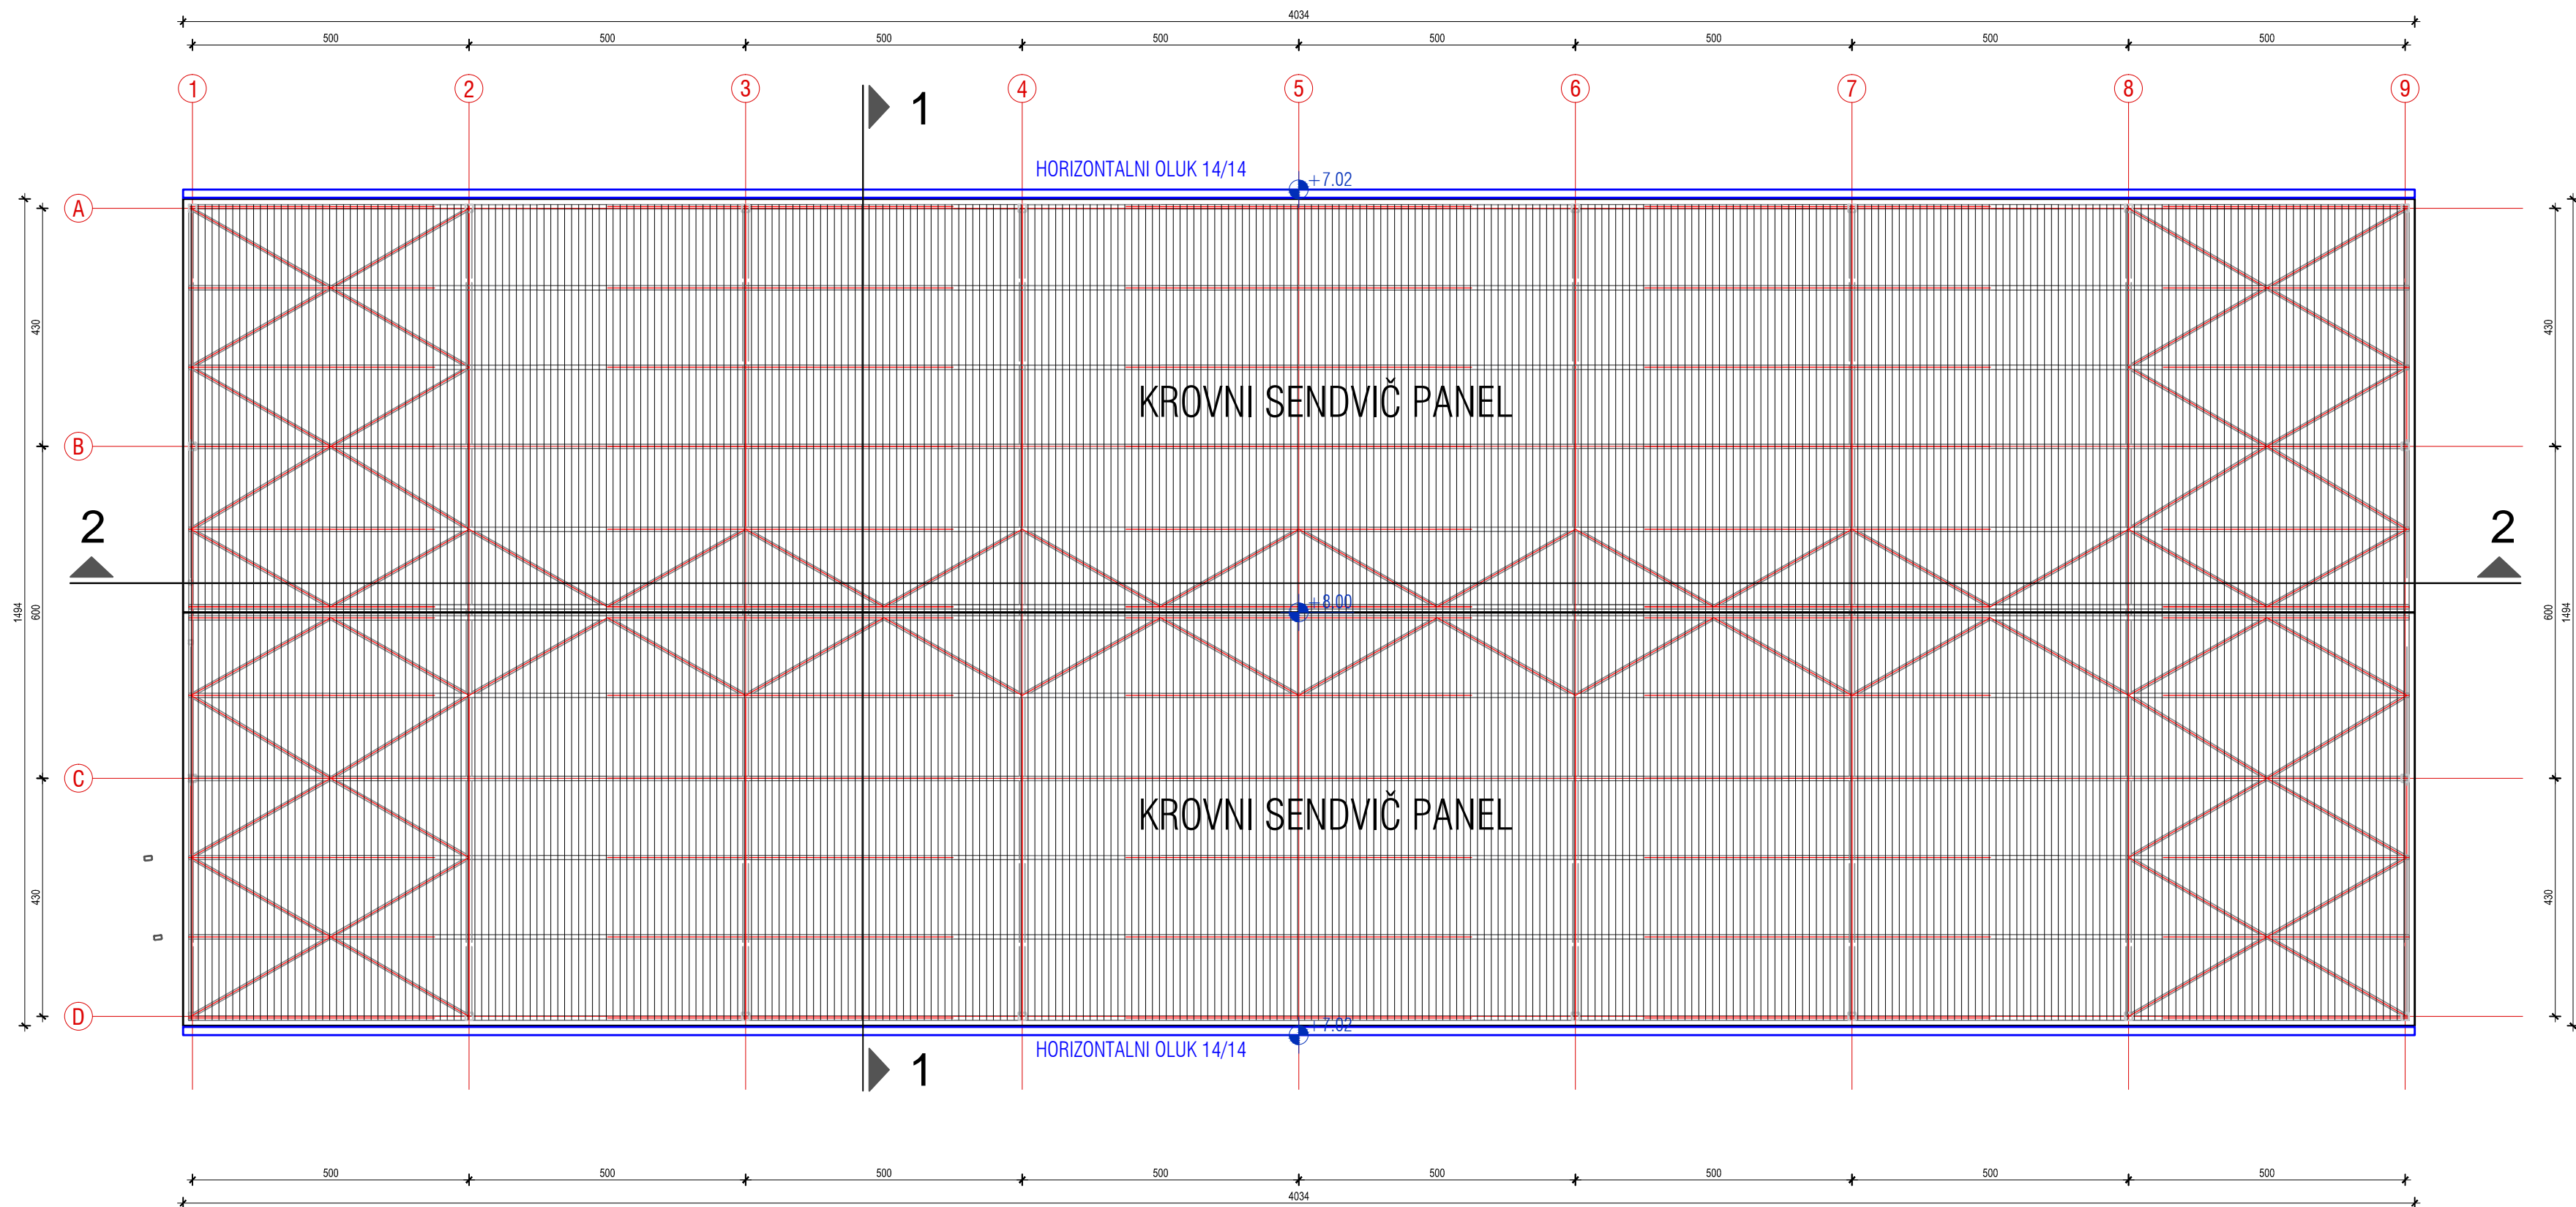 4034
500 500 500 500 500 500 500 500
1 2 3 4 5 6 7 8 9
1
HORIZONTALNI OLUK 14/14
+7.02
A
430 430
KROVNI SENDVIČ PANEL
B
2 2
+8.00
1494 600 600 1494
C
KROVNI SENDVIČ PANEL
430 430
D
+7.02
HORIZONTALNI OLUK 14/14
1
500 500 500 500 500 500 500 500
4034